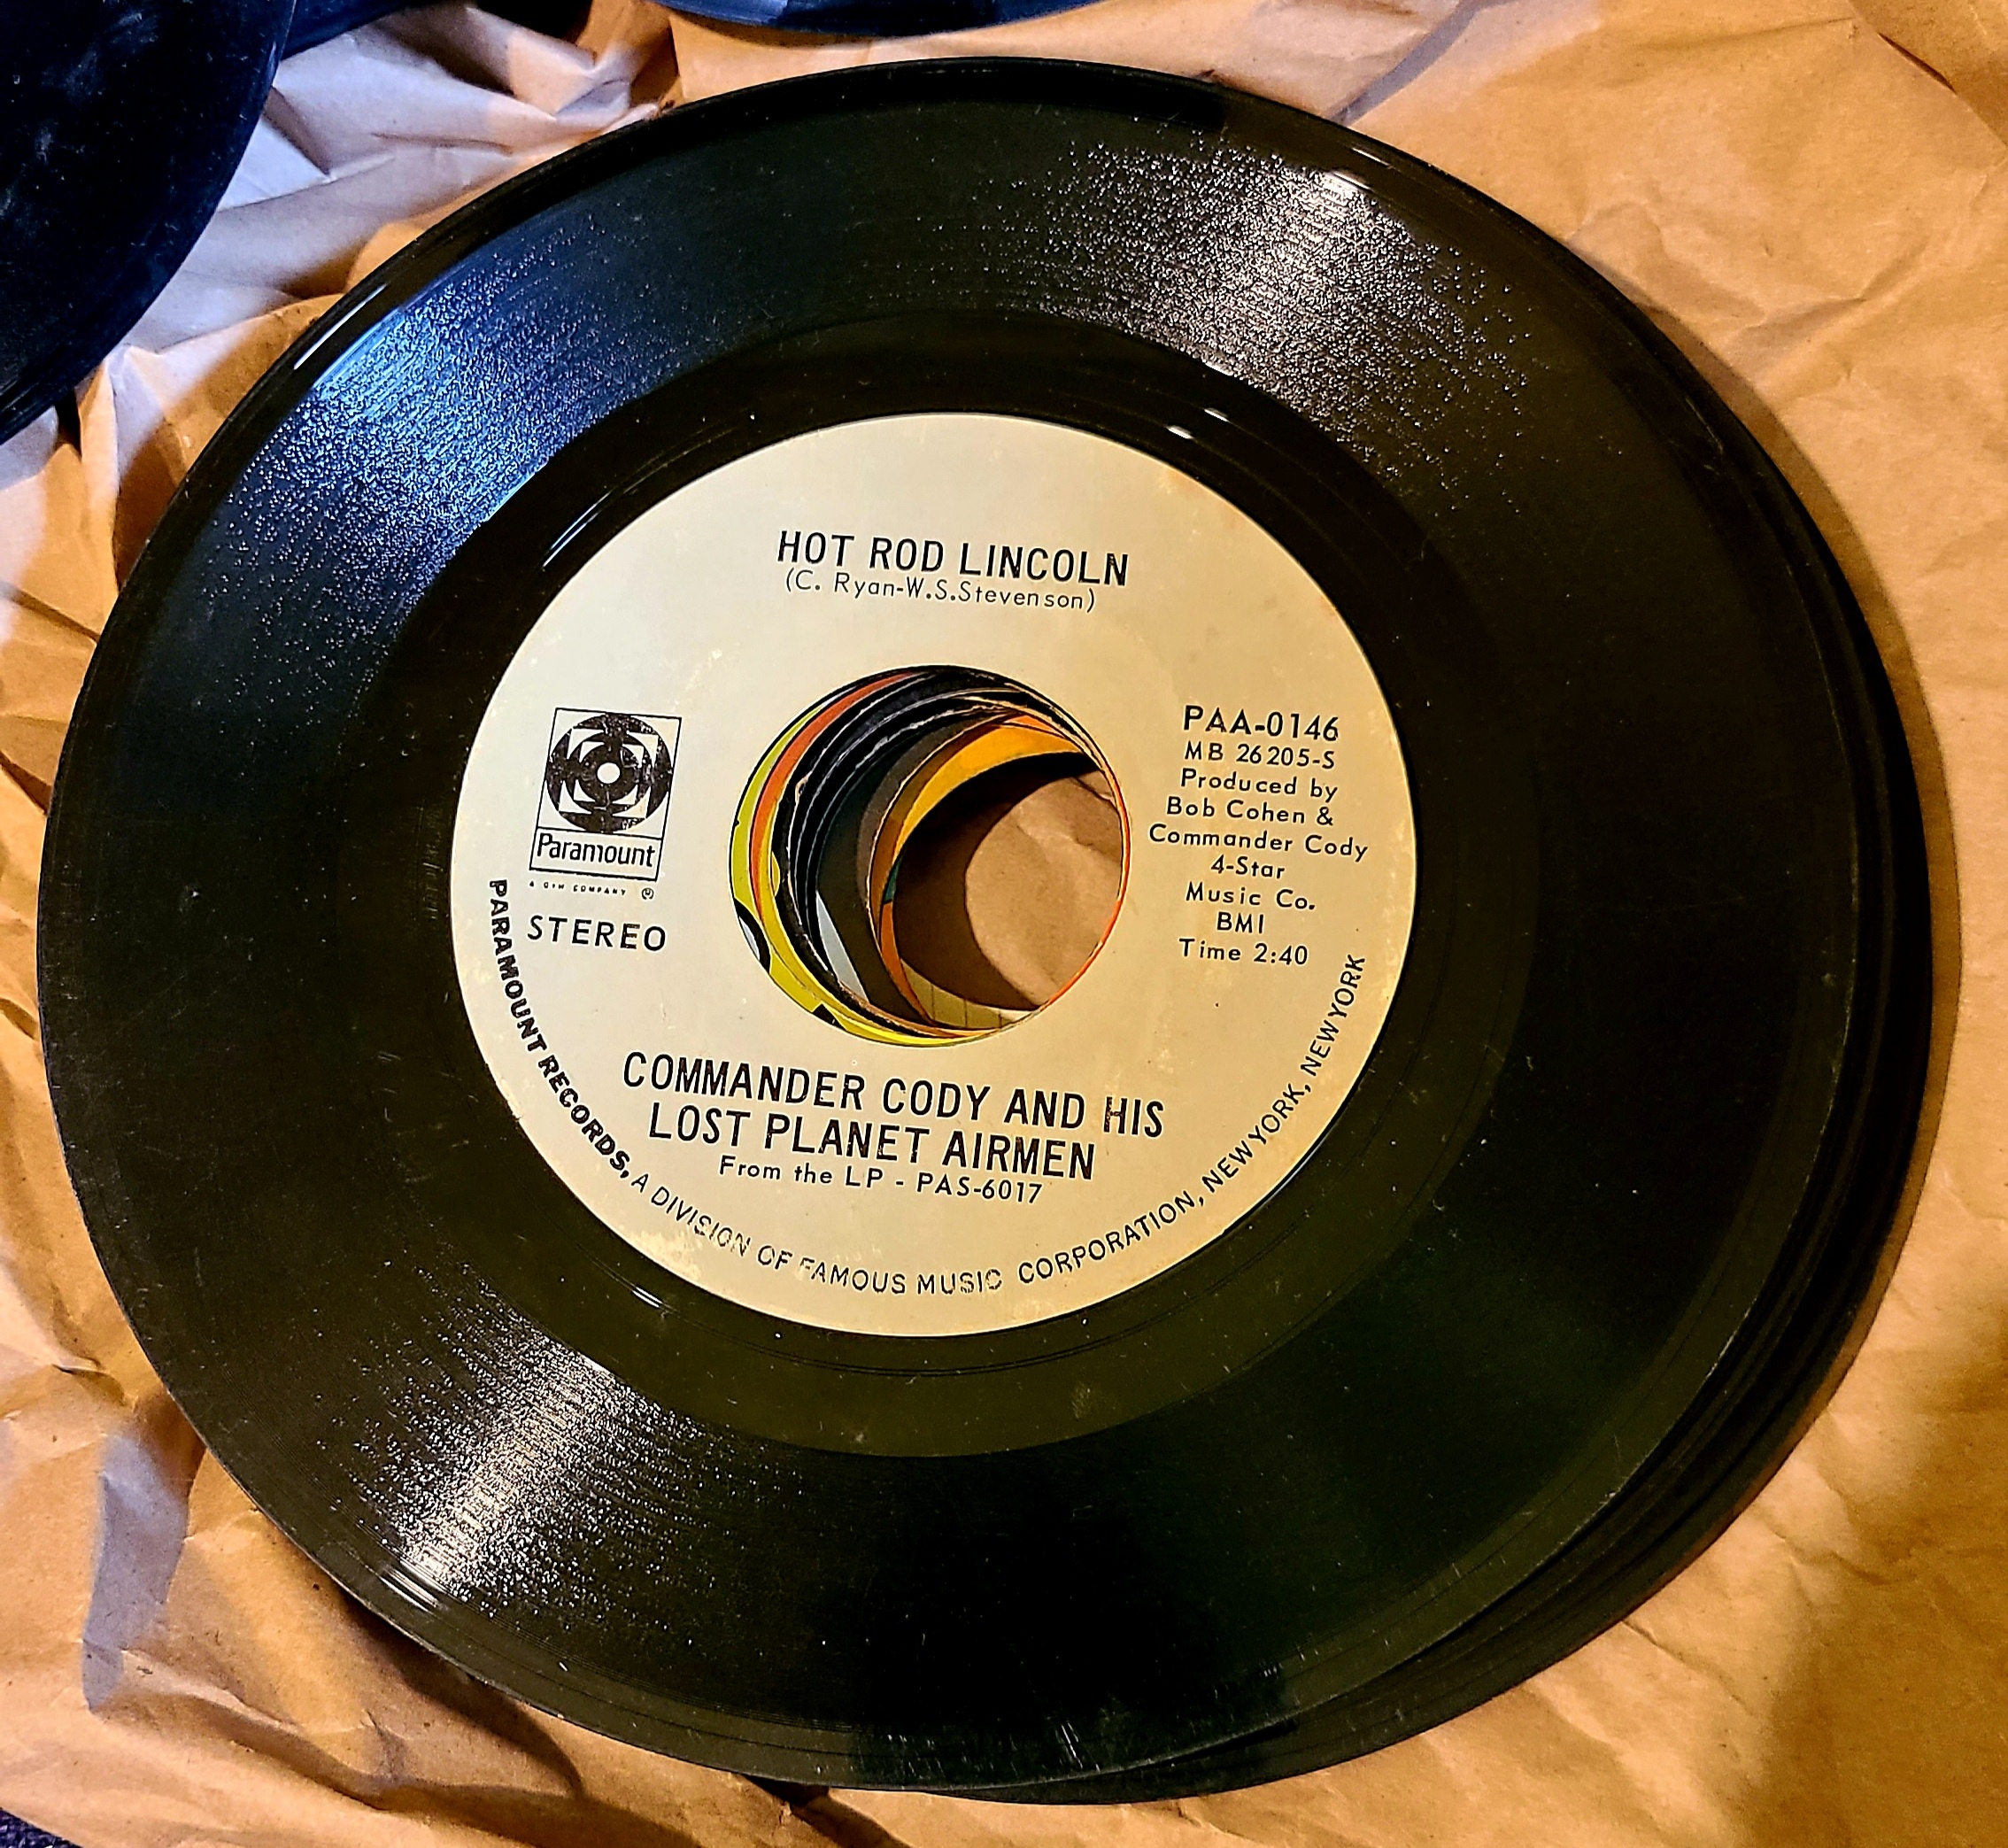 HOT ROD LINCOLN
(C. Ryan-W.S.Stevenson)
Paramount
A G+W COMPANY
STEREO
PAA-0146
MB 26205-S
Produced by
Bob Cohen &
Commander Cody
4-Star
Music Co.
BMI
Time 2:40
COMMANDER CODY AND HIS
LOST PLANET AIRMEN
From the LP - PAS-6017
PARAMOUNT RECORDS, A DIVISION OF FAMOUS MUSIC CORPORATION, NEW YORK, NEW YORK